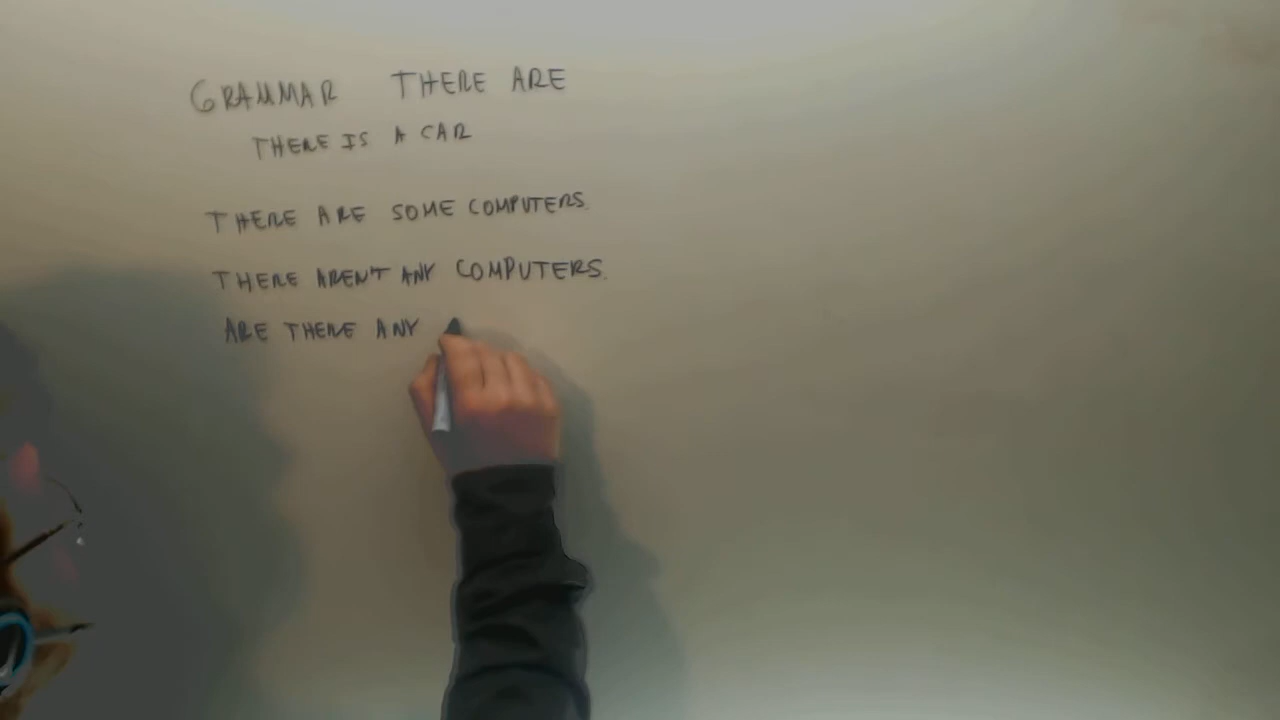 GRAMMAR THERE ARE
THERE IS A CAR
THERE ARE SOME COMPUTERS.
THERE AREN'T ANY COMPUTERS.
ARE THERE ANY